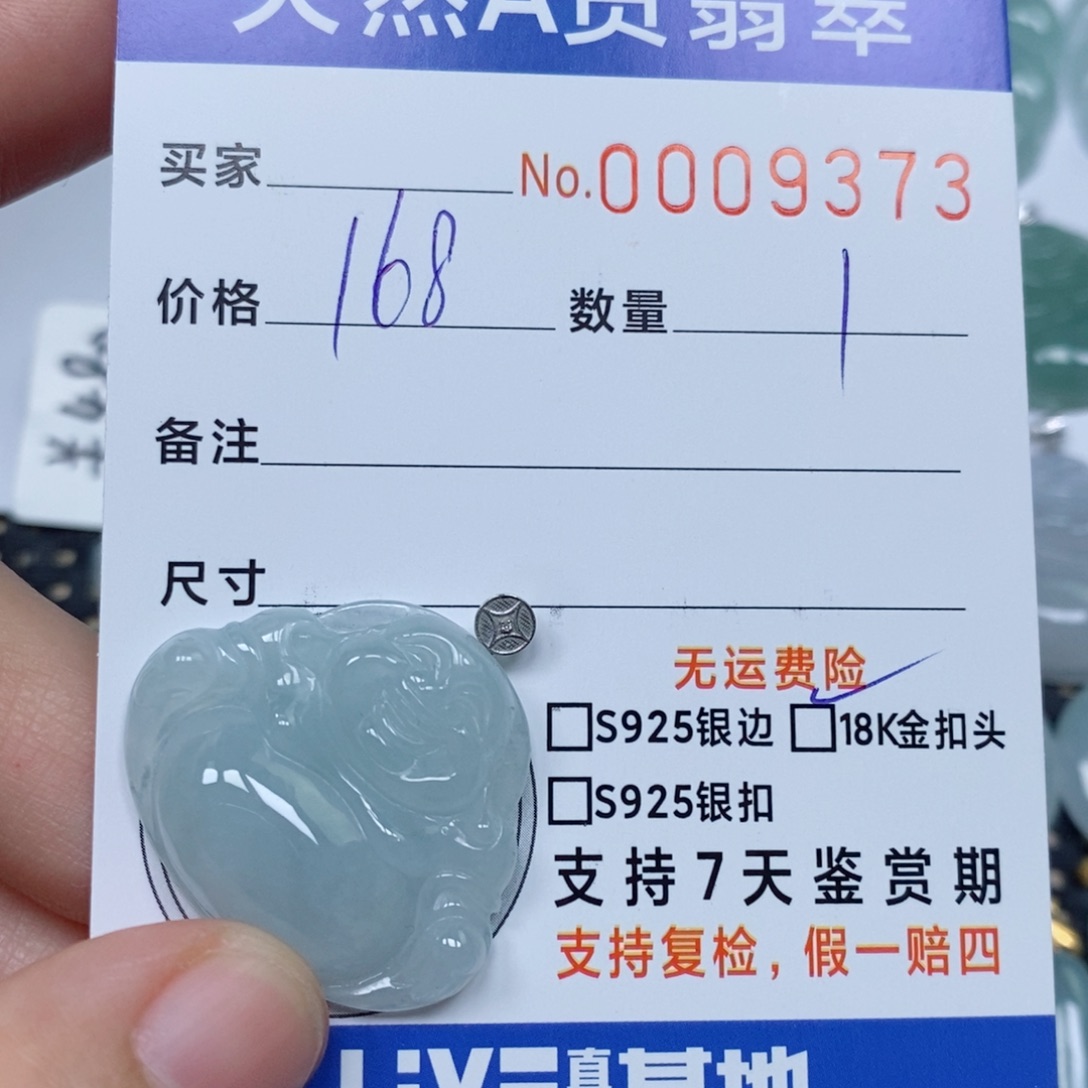 天然A货翡翠
买家 No.0009373
价格 168 数量 1
备注
尺寸
无运费险
S925银边 18K金扣头
S925银扣
支持7天鉴赏期
支持复检，假一赔四